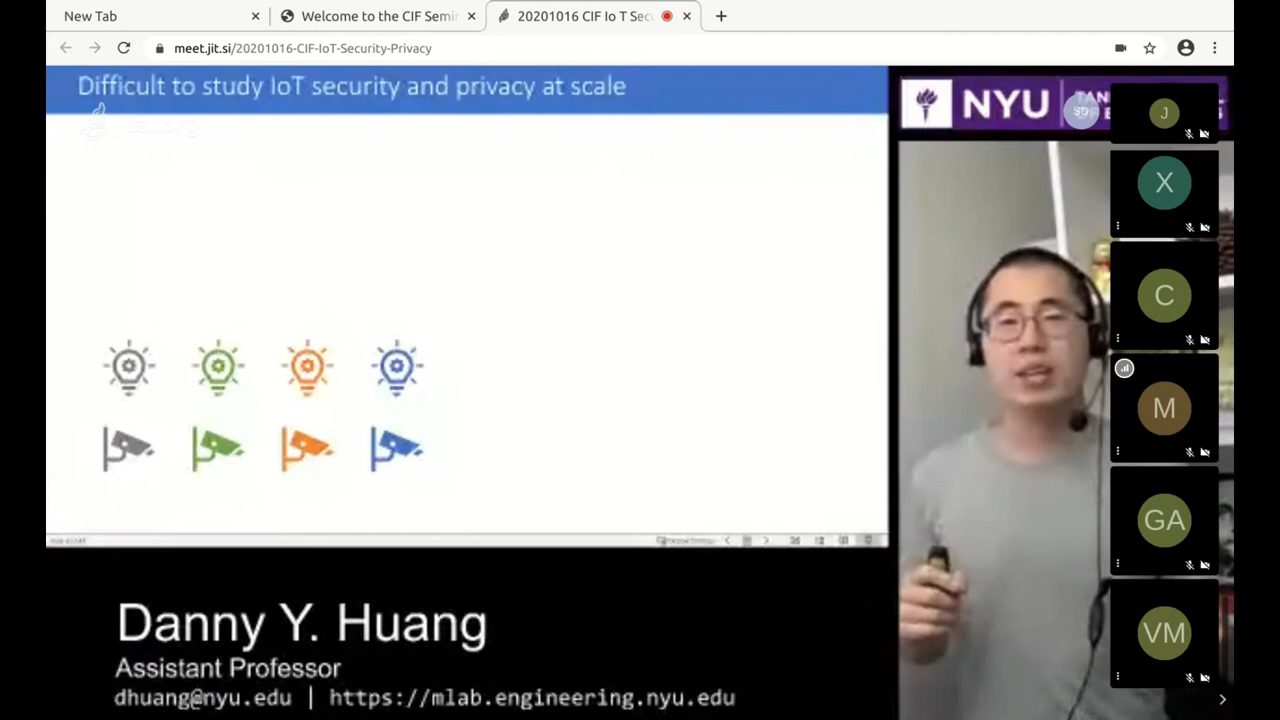 New Tab
Welcome to the CIF Semi
20201016 CIF Io T Sec
meet.jit.si/20201016-CIF-IoT-Security-Privacy
Difficult to study IoT security and privacy at scale
NYU
SD
J
X
C
M
GA
VM
Danny Y. Huang
Assistant Professor
dhuang@nyu.edu | https://mlab.engineering.nyu.edu